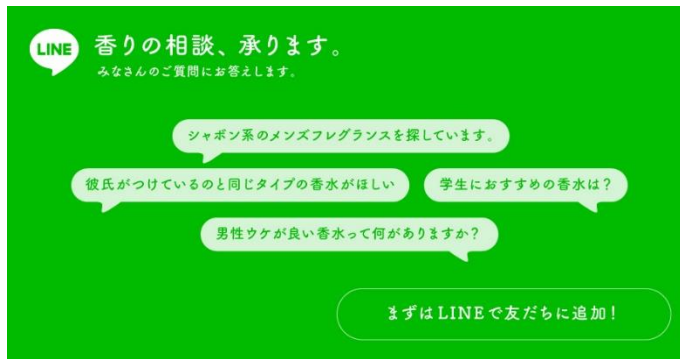 LINE
香りの相談、承ります。
みなさんのご質問にお答えします。
シャボン系のメンズフレグランスを探しています。
彼氏がつけているのと同じタイプの香水がほしい
学生におすすめの香水は？
男性ウケが良い香水って何がありますか？
まずはLINEで友だちに追加！